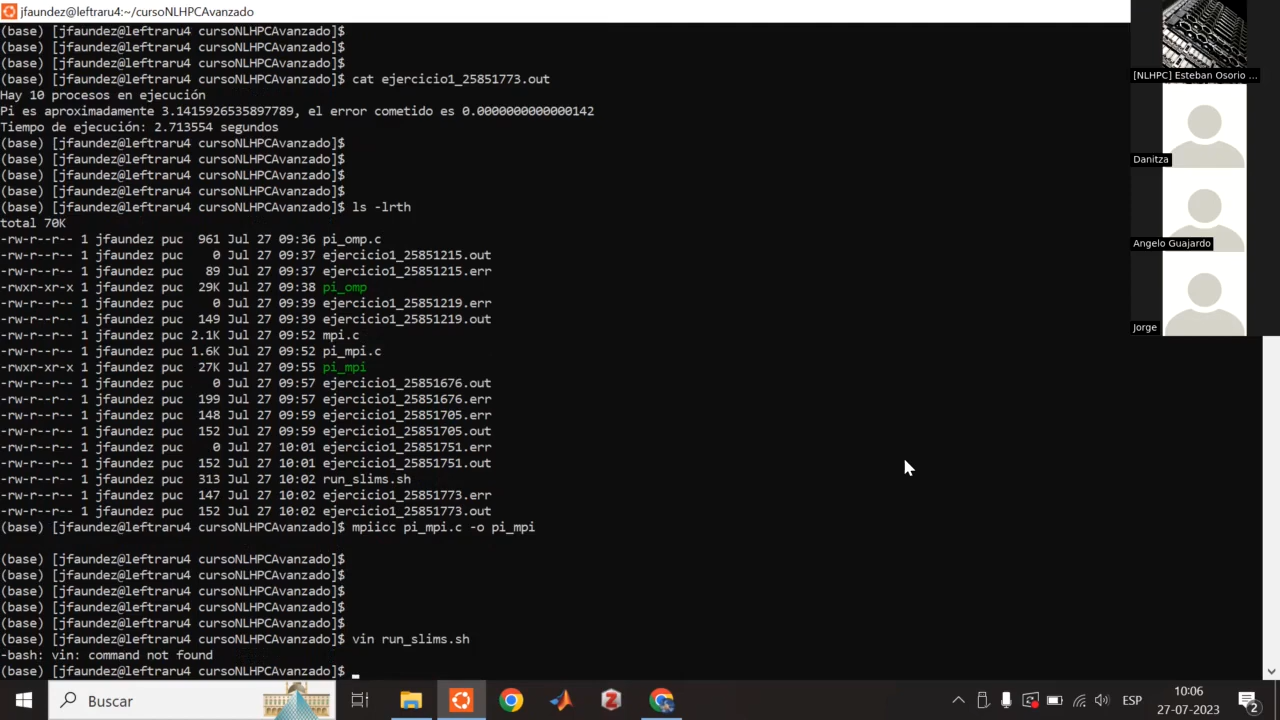 jfaundez@leftraru4:~/cursoNLHPCAvanzado
(base) [jfaundez@leftraru4 cursoNLHPCAvanzado]$
(base) [jfaundez@leftraru4 cursoNLHPCAvanzado]$
(base) [jfaundez@leftraru4 cursoNLHPCAvanzado]$
(base) [jfaundez@leftraru4 cursoNLHPCAvanzado]$ cat ejercicio1_25851773.out
Hay 10 procesos en ejecución
Pi es aproximadamente 3.1415926535897789, el error cometido es 0.0000000000000142
Tiempo de ejecución: 2.713554 segundos
(base) [jfaundez@leftraru4 cursoNLHPCAvanzado]$
(base) [jfaundez@leftraru4 cursoNLHPCAvanzado]$
(base) [jfaundez@leftraru4 cursoNLHPCAvanzado]$
(base) [jfaundez@leftraru4 cursoNLHPCAvanzado]$
(base) [jfaundez@leftraru4 cursoNLHPCAvanzado]$ ls -lrth
total 70K
-rw-r--r-- 1 jfaundez puc  961 Jul 27 09:36 pi_omp.c
-rw-r--r-- 1 jfaundez puc    0 Jul 27 09:37 ejercicio1_25851215.out
-rw-r--r-- 1 jfaundez puc   89 Jul 27 09:37 ejercicio1_25851215.err
-rwxr-xr-x 1 jfaundez puc  29K Jul 27 09:38 pi_omp
-rw-r--r-- 1 jfaundez puc    0 Jul 27 09:39 ejercicio1_25851219.err
-rw-r--r-- 1 jfaundez puc  149 Jul 27 09:39 ejercicio1_25851219.out
-rw-r--r-- 1 jfaundez puc 2.1K Jul 27 09:52 mpi.c
-rw-r--r-- 1 jfaundez puc 1.6K Jul 27 09:52 pi_mpi.c
-rwxr-xr-x 1 jfaundez puc  27K Jul 27 09:55 pi_mpi
-rw-r--r-- 1 jfaundez puc    0 Jul 27 09:57 ejercicio1_25851676.out
-rw-r--r-- 1 jfaundez puc  199 Jul 27 09:57 ejercicio1_25851676.err
-rw-r--r-- 1 jfaundez puc  148 Jul 27 09:59 ejercicio1_25851705.err
-rw-r--r-- 1 jfaundez puc  152 Jul 27 09:59 ejercicio1_25851705.out
-rw-r--r-- 1 jfaundez puc    0 Jul 27 10:01 ejercicio1_25851751.err
-rw-r--r-- 1 jfaundez puc  152 Jul 27 10:01 ejercicio1_25851751.out
-rw-r--r-- 1 jfaundez puc  313 Jul 27 10:02 run_slims.sh
-rw-r--r-- 1 jfaundez puc  147 Jul 27 10:02 ejercicio1_25851773.err
-rw-r--r-- 1 jfaundez puc  152 Jul 27 10:02 ejercicio1_25851773.out
(base) [jfaundez@leftraru4 cursoNLHPCAvanzado]$ mpiicc pi_mpi.c -o pi_mpi
(base) [jfaundez@leftraru4 cursoNLHPCAvanzado]$
(base) [jfaundez@leftraru4 cursoNLHPCAvanzado]$
(base) [jfaundez@leftraru4 cursoNLHPCAvanzado]$
(base) [jfaundez@leftraru4 cursoNLHPCAvanzado]$
(base) [jfaundez@leftraru4 cursoNLHPCAvanzado]$
(base) [jfaundez@leftraru4 cursoNLHPCAvanzado]$ vin run_slims.sh
-bash: vin: command not found
(base) [jfaundez@leftraru4 cursoNLHPCAvanzado]$
[NLHPC] Esteban Osorio ...
Danitza
Angelo Guajardo
Jorge
Buscar
ESP
10:06
27-07-2023
2